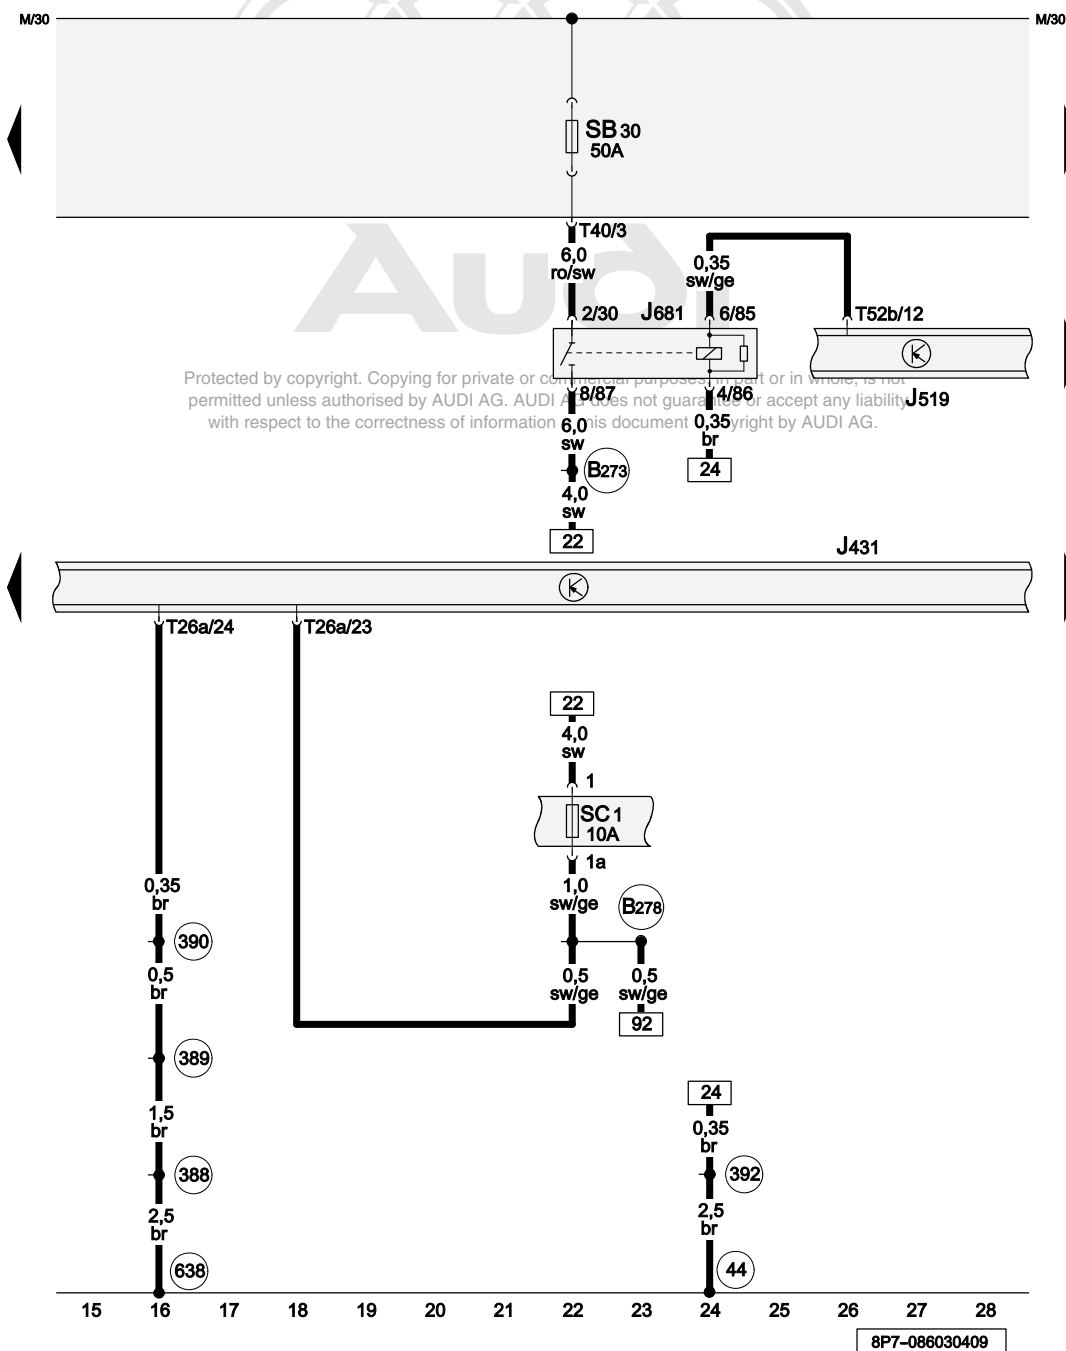 M/30
M/30
SB 30
50A
T40/3
6,0
ro/sw
0,35
sw/ge
2/30
J681
6/85
T52b/12
Audi
Protected by copyright. Copying for private or commercial purposes, in part or in whole, is not
permitted unless authorised by AUDI AG. AUDI AG does not guarantee or accept any liability
with respect to the correctness of information in this document. Copyright by AUDI AG.
8/87
4/86
J519
6,0
sw
0,35
br
B273
24
4,0
sw
22
J431
T26a/24
T26a/23
22
4,0
sw
1
SC 1
10A
1a
0,35
br
1,0
sw/ge
B278
390
0,5
br
0,5
sw/ge
0,5
sw/ge
92
389
24
1,5
br
0,35
br
388
392
2,5
br
2,5
br
638
44
15 16 17 18 19 20 21 22 23 24 25 26 27 28
8P7-086030409